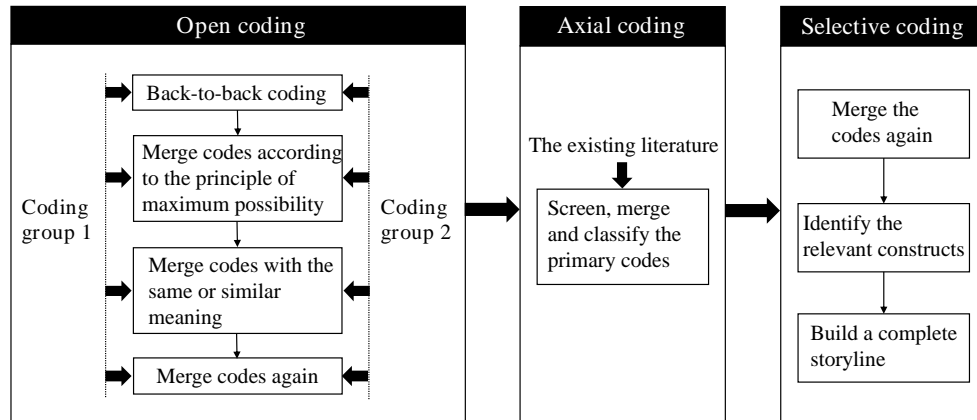 Open coding
Back-to-back coding
Merge codes according
to the principle of
maximum possibility
Coding
group 1
Coding
group 2
Merge codes with the
same or similar
meaning
Merge codes again
Axial coding
The existing literature
Screen, merge
and classify the
primary codes
Selective coding
Merge the
codes again
Identify the
relevant constructs
Build a complete
storyline